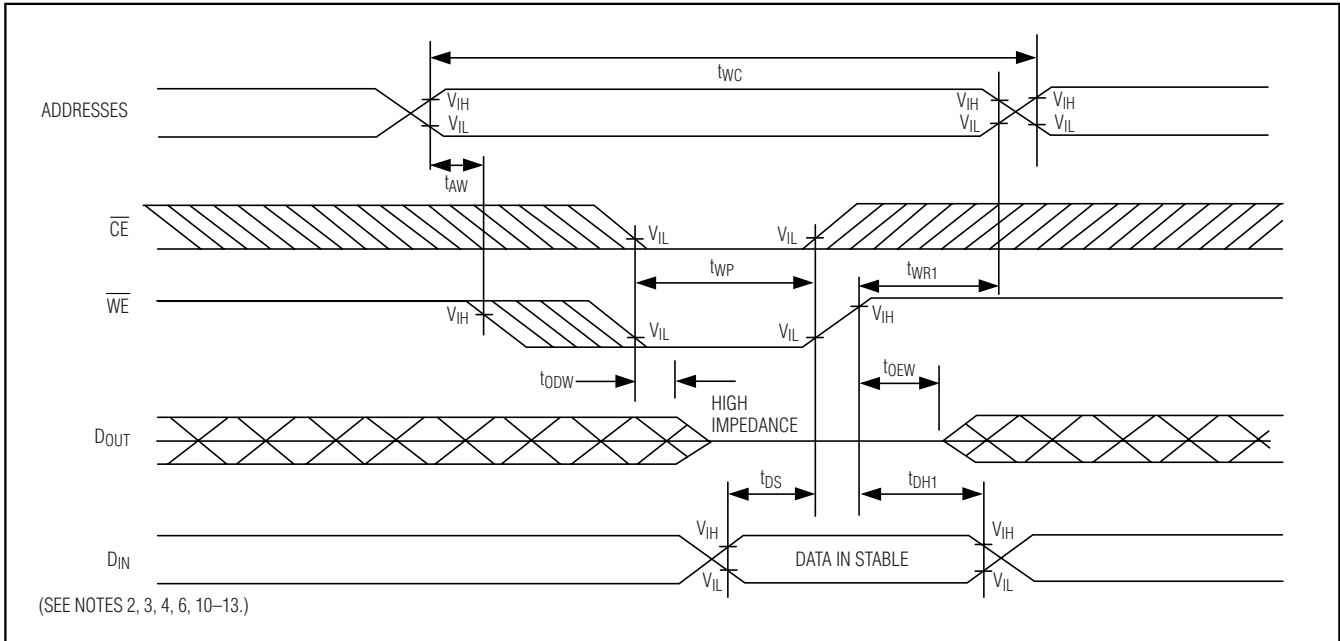 tWC
ADDRESSES
VIH
VIL
VIH
VIL
VIH
VIL
tAW
CE
VIL
VIL
tWP
tWR1
WE
VIH
VIL
VIL
VIH
tODW
tOEW
HIGH
IMPEDANCE
DOUT
tDS
tDH1
VIH
VIH
DIN
DATA IN STABLE
VIL
VIL
(SEE NOTES 2, 3, 4, 6, 10–13.)